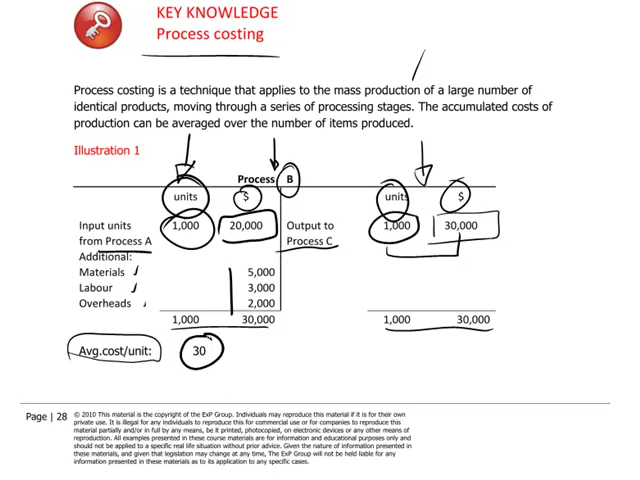 KEY KNOWLEDGE
Process costing
Process costing is a technique that applies to the mass production of a large number of
identical products, moving through a series of processing stages. The accumulated costs of
production can be averaged over the number of items produced.
Illustration 1
Process B
units $ units $
Input units 1,000 20,000 Output to 1,000 30,000
from Process A Process C
Additional:
Materials 5,000
Labour 3,000
Overheads 2,000
1,000 30,000 1,000 30,000
Avg.cost/unit: 30
Page | 28 © 2010 This material is the copyright of the ExP Group. Individuals may reproduce this material if it is for their own
private use. It is illegal for any individuals to reproduce this for commercial use or for companies to reproduce this
material partially and/or in full by any means, be it printed, photocopied, on electronic devices or any other means of
reproduction. All examples presented in these course materials are for information and educational purposes only and
should not be applied to a specific real life situation without prior advice. Given the nature of information presented in
these materials, and given that legislation may change at any time, The ExP Group will not be held liable for any
information presented in these materials as to its application to any specific cases.